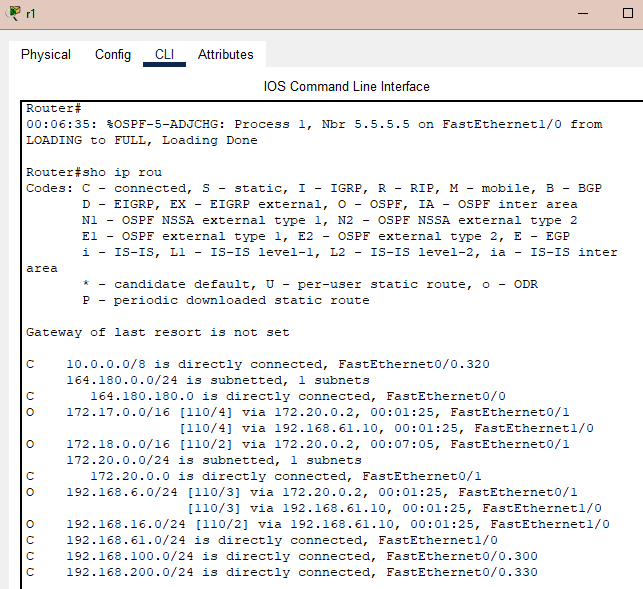 r1
Physical Config CLI Attributes
IOS Command Line Interface
Router#
00:06:35: %OSPF-5-ADJCHG: Process 1, Nbr 5.5.5.5 on FastEthernet1/0 from
LOADING to FULL, Loading Done
Router#sho ip rou
Codes: C - connected, S - static, I - IGRP, R - RIP, M - mobile, B - BGP
D - EIGRP, EX - EIGRP external, O - OSPF, IA - OSPF inter area
N1 - OSPF NSSA external type 1, N2 - OSPF NSSA external type 2
E1 - OSPF external type 1, E2 - OSPF external type 2, E - EGP
i - IS-IS, L1 - IS-IS level-1, L2 - IS-IS level-2, ia - IS-IS inter
area
* - candidate default, U - per-user static route, o - ODR
P - periodic downloaded static route
Gateway of last resort is not set
C 10.0.0.0/8 is directly connected, FastEthernet0/0.320
164.180.0.0/24 is subnetted, 1 subnets
C 164.180.180.0 is directly connected, FastEthernet0/0
O 172.17.0.0/16 [110/4] via 172.20.0.2, 00:01:25, FastEthernet0/1
[110/4] via 192.168.61.10, 00:01:25, FastEthernet1/0
O 172.18.0.0/16 [110/2] via 172.20.0.2, 00:07:05, FastEthernet0/1
172.20.0.0/24 is subnetted, 1 subnets
C 172.20.0.0 is directly connected, FastEthernet0/1
O 192.168.6.0/24 [110/3] via 172.20.0.2, 00:01:25, FastEthernet0/1
[110/3] via 192.168.61.10, 00:01:25, FastEthernet1/0
O 192.168.16.0/24 [110/2] via 192.168.61.10, 00:01:25, FastEthernet1/0
C 192.168.61.0/24 is directly connected, FastEthernet1/0
C 192.168.100.0/24 is directly connected, FastEthernet0/0.300
C 192.168.200.0/24 is directly connected, FastEthernet0/0.330